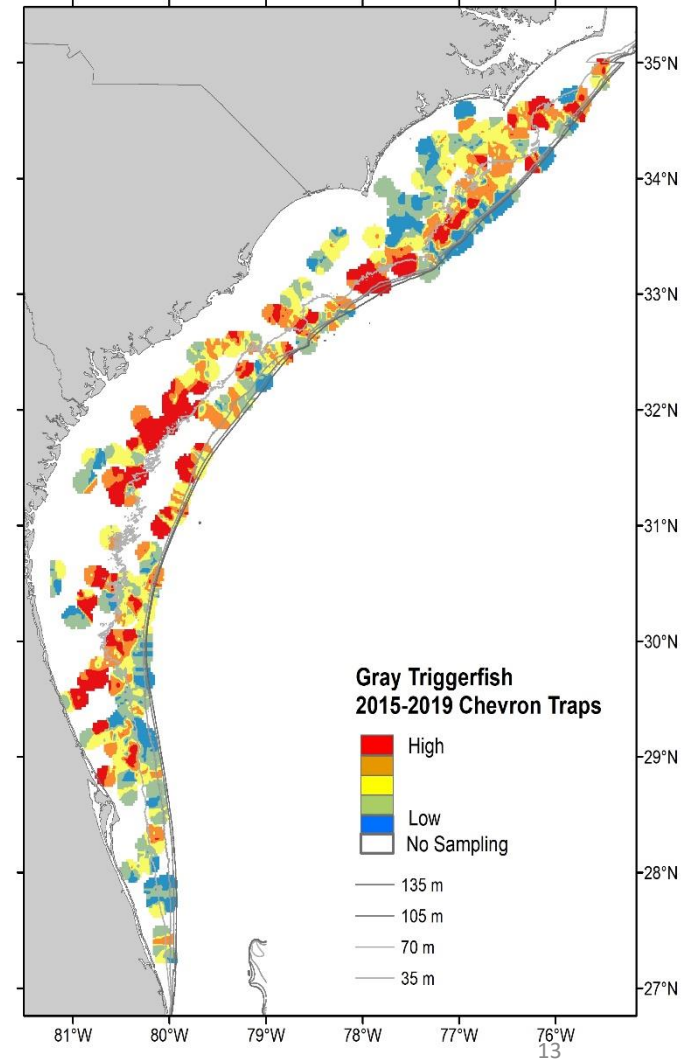 35°N
34°N
33°N
32°N
31°N
30°N
29°N
28°N
27°N
Gray Triggerfish
2015-2019 Chevron Traps
High
Low
No Sampling
135 m
105 m
70 m
35 m
81°W 80°W 79°W 78°W 77°W 76°W
13